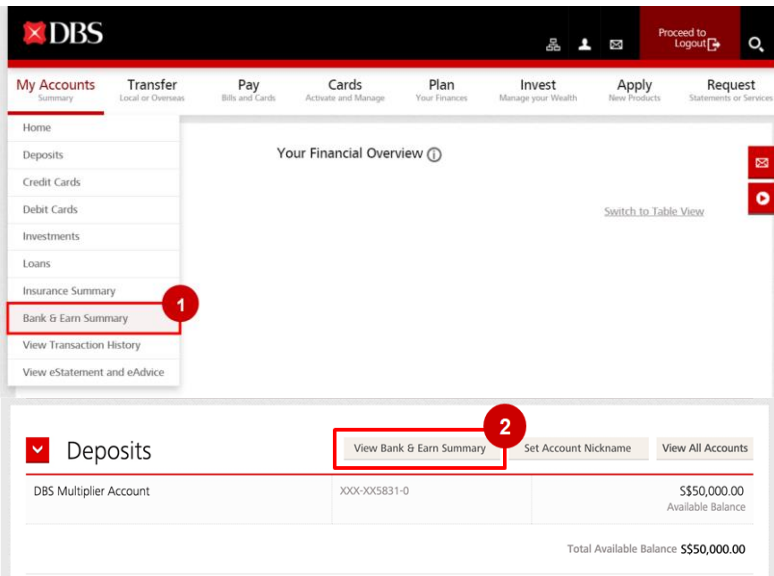 DBS
Proceed to
Logout
My Accounts
Summary
Transfer
Local or Overseas
Pay
Bills and Cards
Cards
Activate and Manage
Plan
Your Finances
Invest
Manage your Wealth
Apply
New Products
Request
Statements or Services
Home
Deposits
Credit Cards
Debit Cards
Investments
Loans
Insurance Summary
Bank & Earn Summary
1
View Transaction History
View eStatement and eAdvice
Your Financial Overview
Switch to Table View
Deposits
View Bank & Earn Summary
2
Set Account Nickname
View All Accounts
DBS Multiplier Account XXX-XX5831-0 S$50,000.00
Available Balance
Total Available Balance S$50,000.00